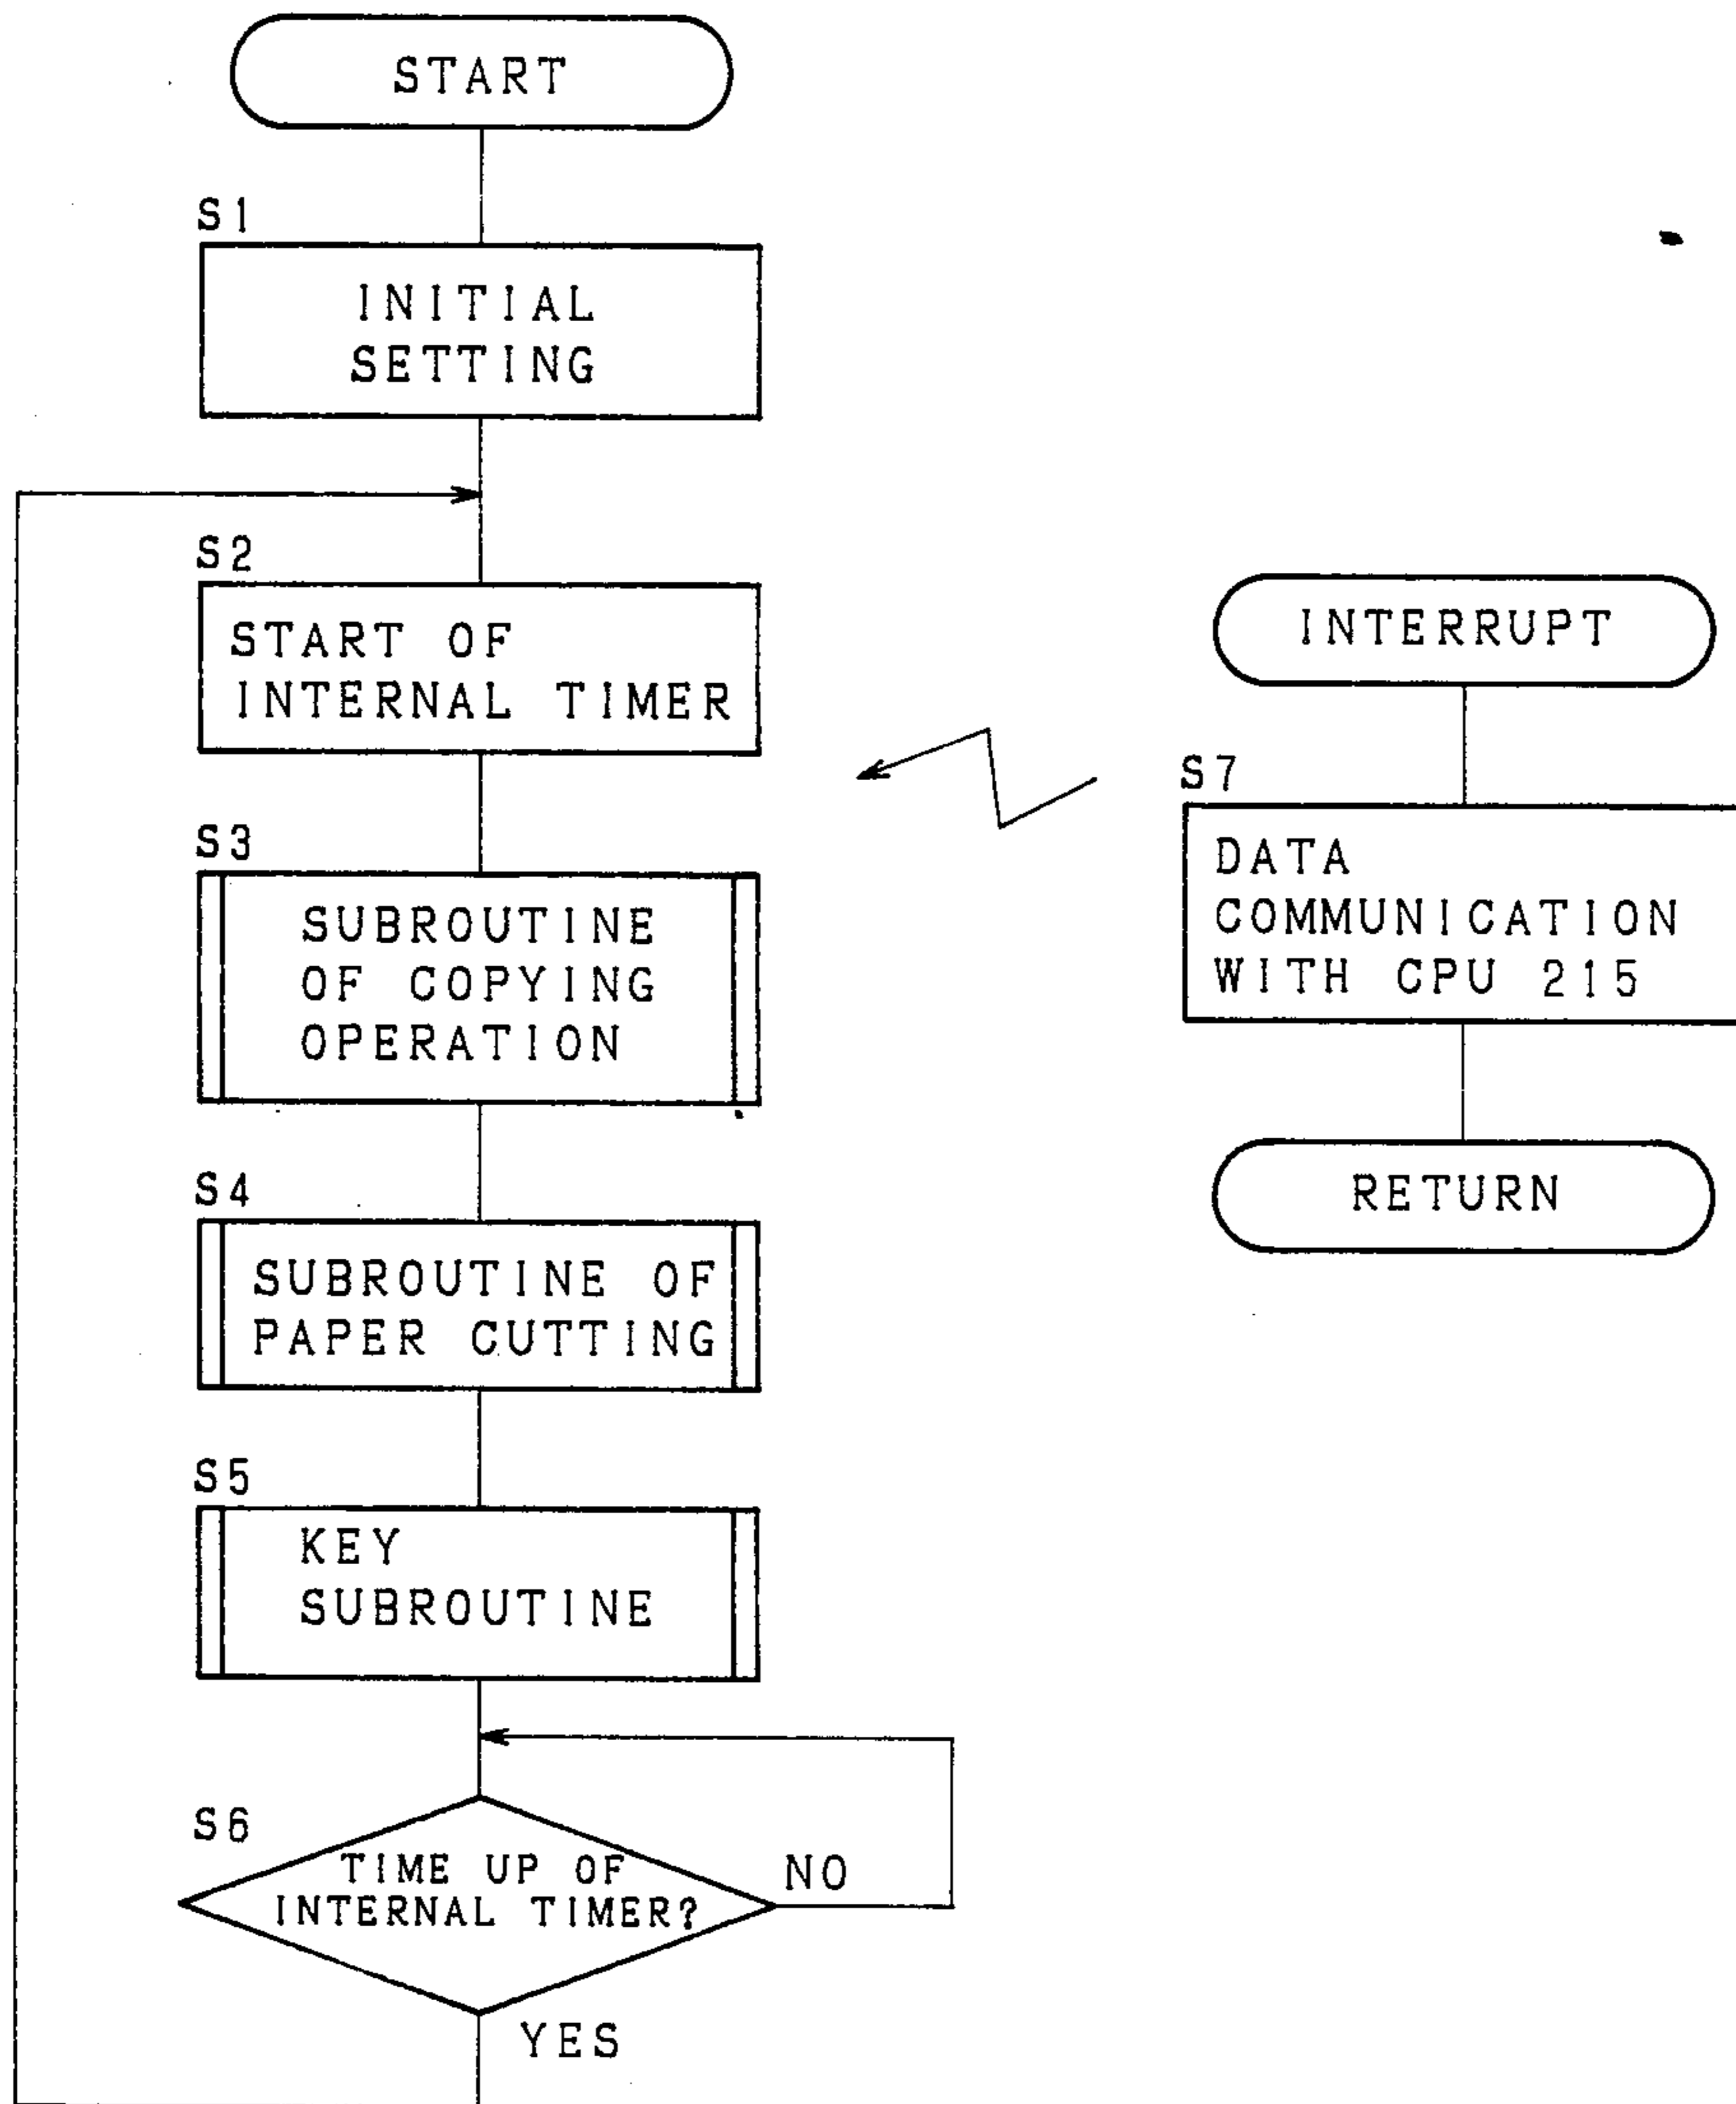 START
S1
INITIAL
SETTING
S2
START OF
INTERNAL TIMER
S3
SUBROUTINE
OF COPYING
OPERATION
S4
SUBROUTINE OF
PAPER CUTTING
S5
KEY
SUBROUTINE
S6
TIME UP OF
INTERNAL TIMER?
NO
YES
INTERRUPT
S7
DATA
COMMUNICATION
WITH CPU 215
RETURN